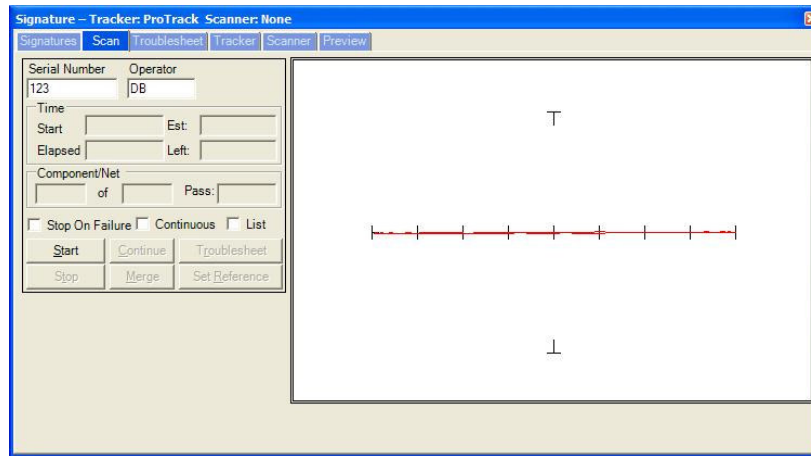 Signature – Tracker: ProTrack Scanner: None
Signatures Scan Troublesheet Tracker Scanner Preview
Serial Number Operator
123 DB
Time
Start Est:
Elapsed Left:
Component/Net
of Pass:
Stop On Failure Continuous List
Start Continue Troublesheet
Stop Merge Set Reference